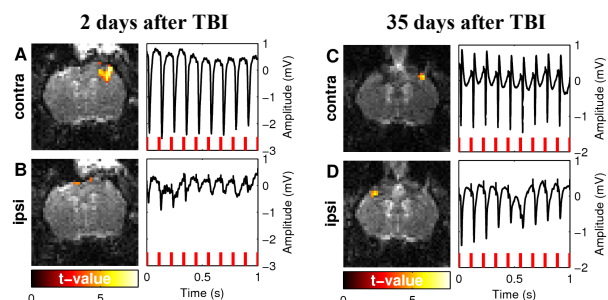 2 days after TBI
35 days after TBI
A
contra
1
0
−1
−2
−3
Amplitude (mV)
C
contra
1
0
−1
−2
Amplitude (mV)
B
ipsi
1
0
−1
−2
−3
Amplitude (mV)
D
ipsi
1
0
−1
−2
Amplitude (mV)
t-value
0 5
0 0.5 1
Time (s)
t-value
0
0 0.5 1
Time (s)